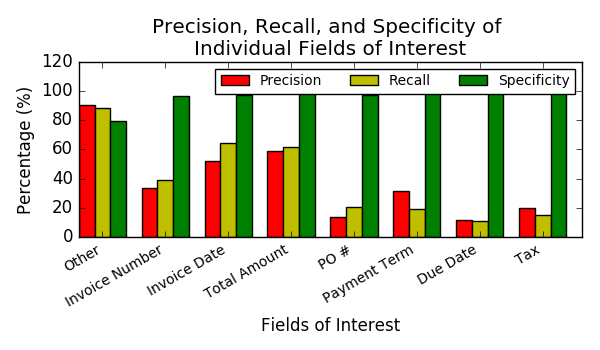 Precision, Recall, and Specificity of
Individual Fields of Interest
Percentage (%)
120
100
80
60
40
20
0
Precision Recall Specificity
Other
Invoice Number
Invoice Date
Total Amount
PO #
Payment Term
Due Date
Tax
Fields of Interest